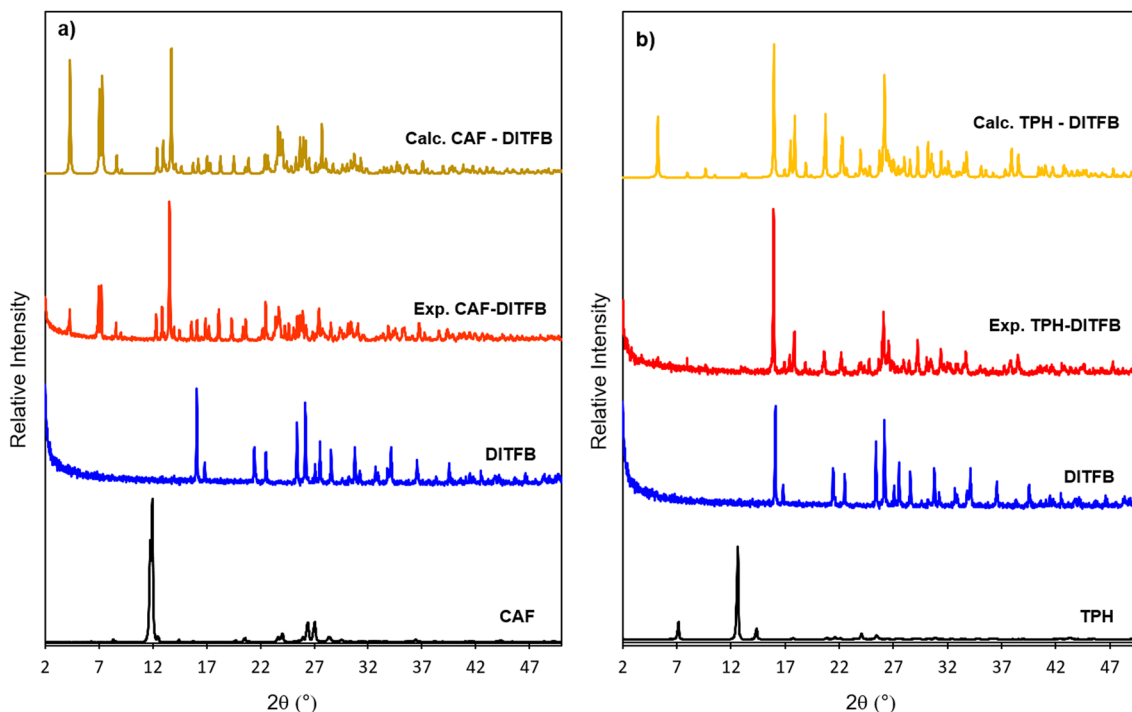 a)
Calc. CAF - DITFB
Exp. CAF-DITFB
DITFB
CAF
Relative Intensity
2 7 12 17 22 27 32 37 42 47
2θ (°)
b)
Calc. TPH - DITFB
Exp. TPH-DITFB
DITFB
TPH
Relative Intensity
2 7 12 17 22 27 32 37 42 47
2θ (°)